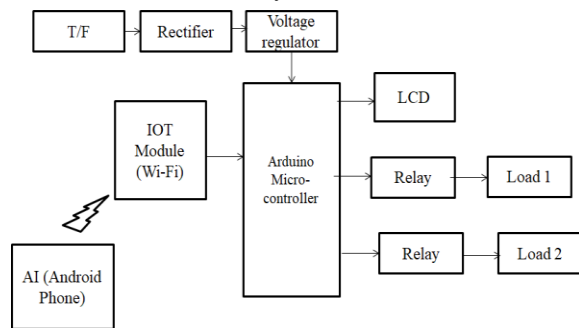 T/F
Rectifier
Voltage
regulator
LCD
IOT
Module
(Wi-Fi)
Arduino
Micro-
controller
Relay
Load 1
Relay
Load 2
AI (Android
Phone)